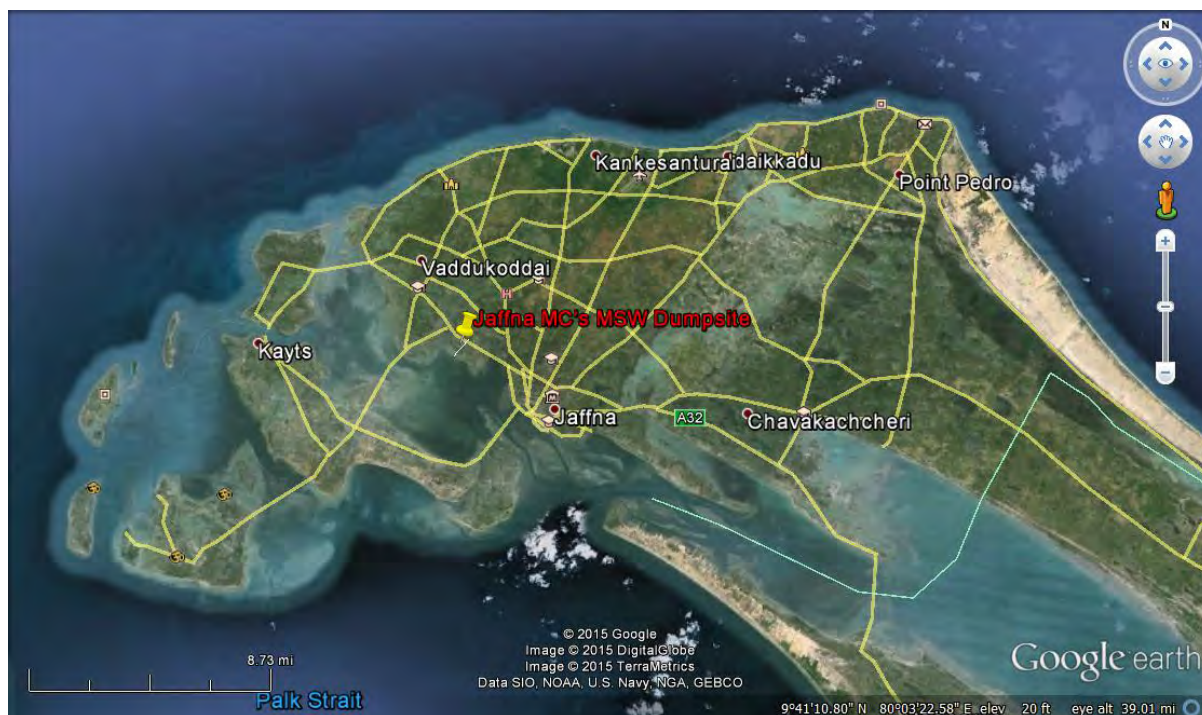 N
Kankesanturai
daikkadu
Point Pedro
Vaddukoddai
H
Jaffna MC's MSW Dumpsite
Kayts
Jaffna
A32
Chavakachcheri
© 2015 Google
Image © 2015 DigitalGlobe
Image © 2015 TerraMetrics
Data SIO, NOAA, U.S. Navy, NGA, GEBCO
Google earth
8.73 mi
Palk Strait
9°41'10.80" N 80°03'22.58" E elev 20 ft eye alt 39.01 mi